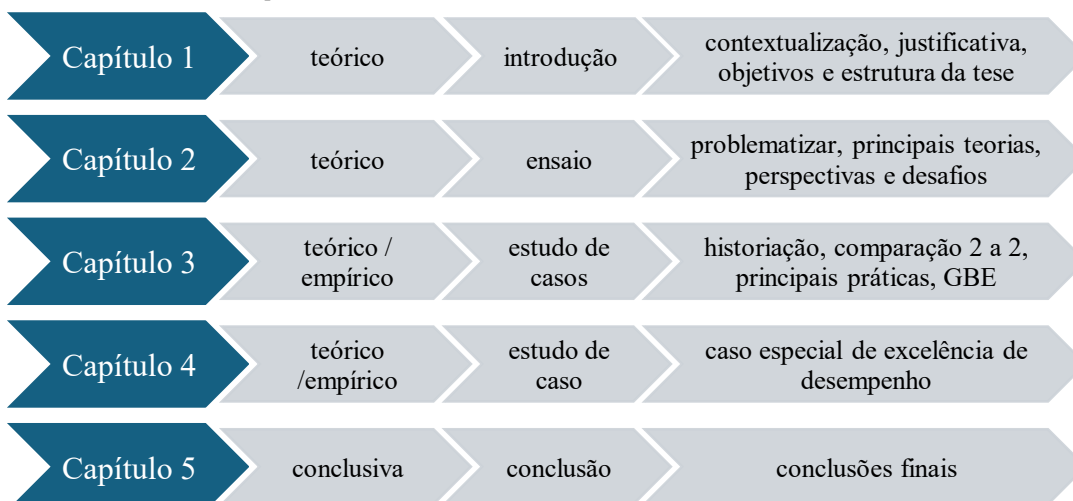 Capítulo 1
teórico
introdução
contextualização, justificativa,
objetivos e estrutura da tese
Capítulo 2
teórico
ensaio
problematizar, principais teorias,
perspectivas e desafios
Capítulo 3
teórico /
empírico
estudo de
casos
historiação, comparação 2 a 2,
principais práticas, GBE
Capítulo 4
teórico
/empírico
estudo de
caso
caso especial de excelência de
desempenho
Capítulo 5
conclusiva
conclusão
conclusões finais